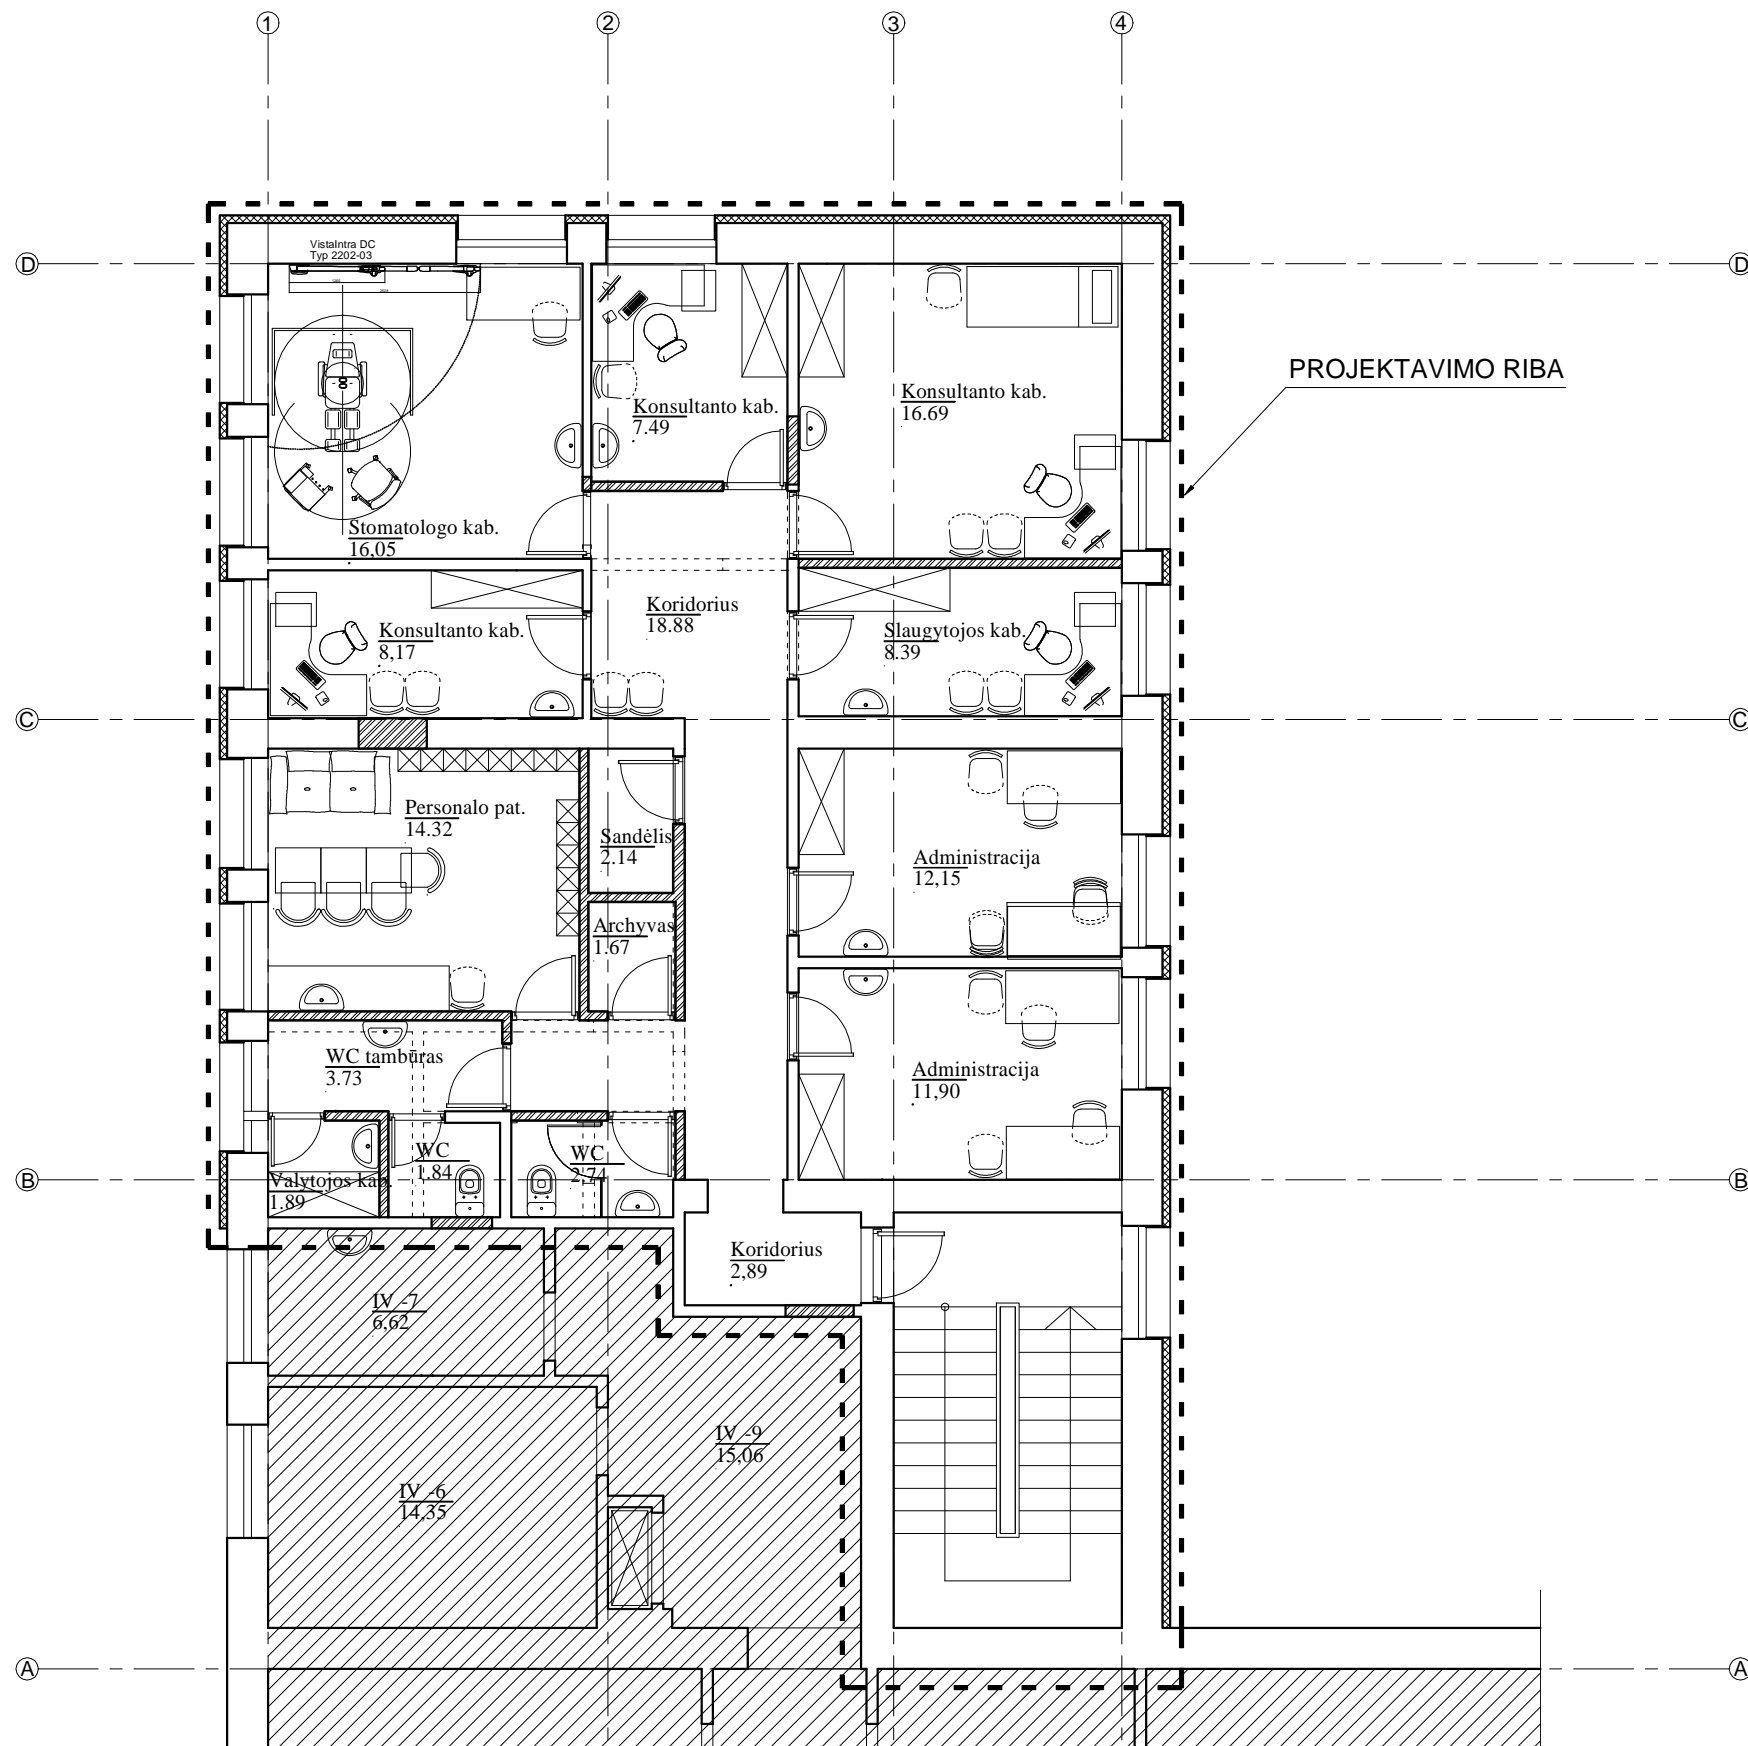 1 2 3 4
VistaIntra DC
Typ 2202-03
D D
PROJEKTAVIMO RIBA
Konsultanto kab.
7.49
Konsultanto kab.
16.69
Stomatologo kab.
16,05
Koridorius
18.88
Konsultanto kab.
8,17
Slaugytojos kab.
8.39
C C
Personalo pat.
14.32
Sandėlis
2.14
Administracija
12,15
Archyvas
1.67
WC tambūras
3.73
Administracija
11,90
WC
1.84
WC
2.74
Valytojos kab.
1.89
B B
Koridorius
2,89
IV -7
6,62
IV -9
15,06
IV -6
14,35
A A